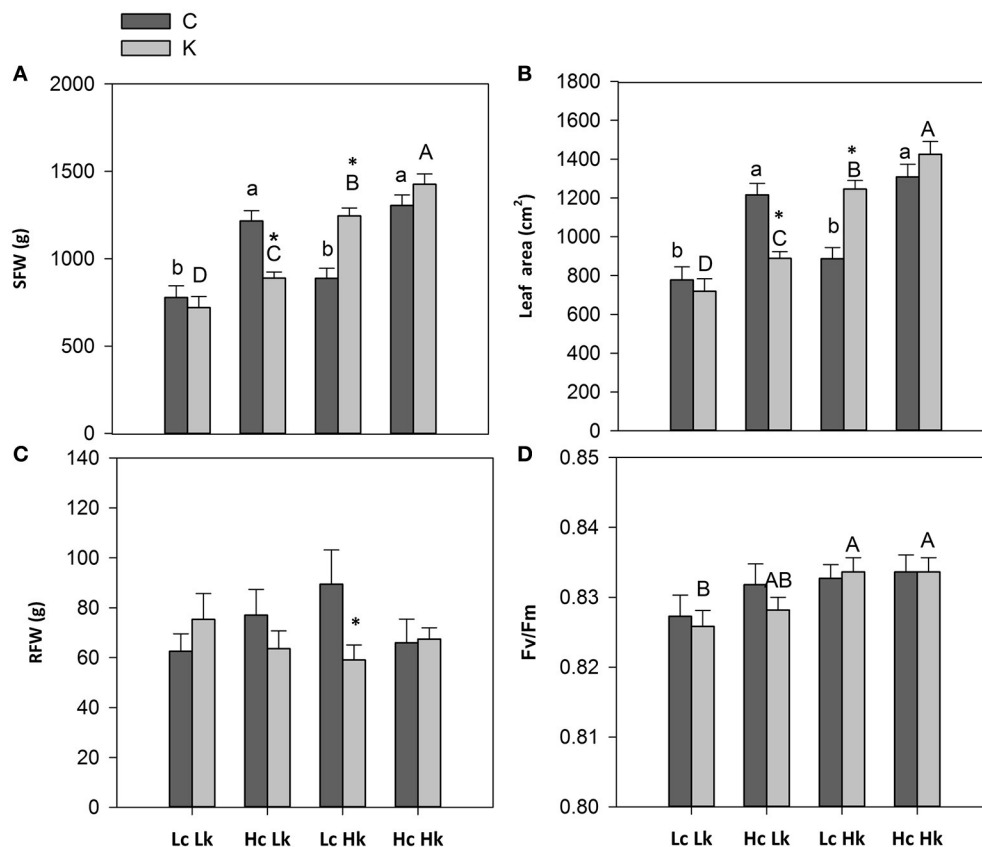 C
K
A
B
2000
1500
1000
500
0
SFW (g)
b D a * C b * B a A
1800
1600
1400
1200
1000
800
600
400
200
0
Leaf area (cm²)
b D a * C b * B a A
C
D
140
120
100
80
60
40
20
0
RFW (g)
*
Lc Lk Hc Lk Lc Hk Hc Hk
0.85
0.84
0.83
0.82
0.81
0.80
Fv/Fm
B AB A A
Lc Lk Hc Lk Lc Hk Hc Hk